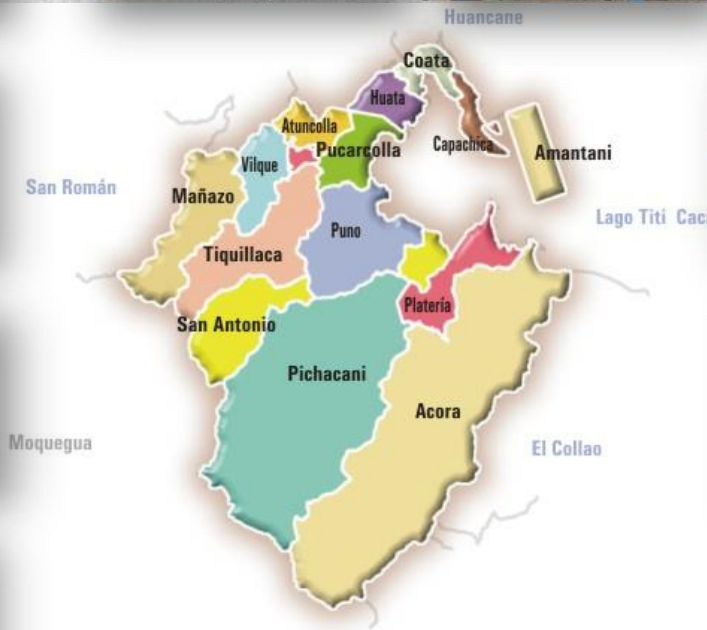 Huancane
Coata
Huata
Atuncolla
Pucarcolla
Capachica
Amantani
Vilque
San Román
Mañazo
Lago Titi Cac
Puno
Tiquillaca
Platería
San Antonio
Pichacani
Acora
Moquegua
El Collao